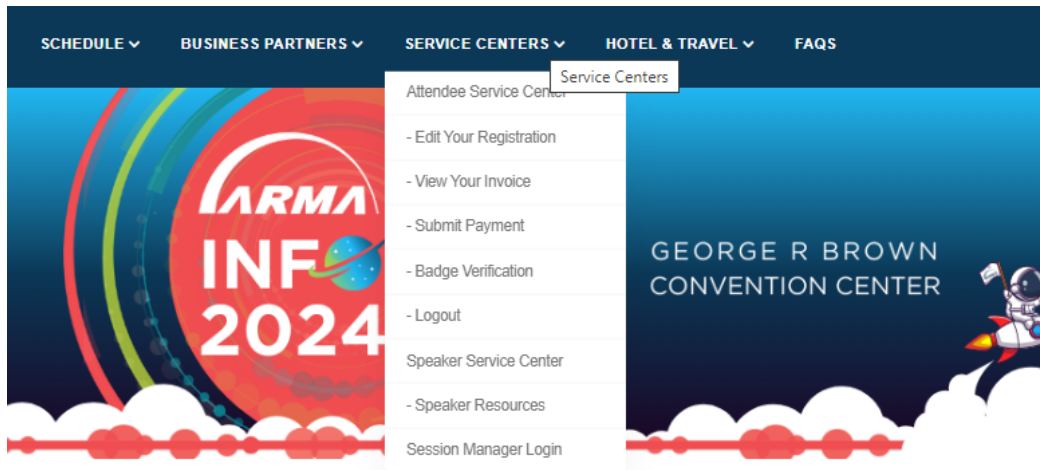 SCHEDULE
BUSINESS PARTNERS
SERVICE CENTERS
HOTEL & TRAVEL
FAQS
Service Centers
Attendee Service Center
- Edit Your Registration
- View Your Invoice
- Submit Payment
- Badge Verification
- Logout
Speaker Service Center
- Speaker Resources
Session Manager Login
ARMA
INFO
2024
GEORGE R BROWN
CONVENTION CENTER